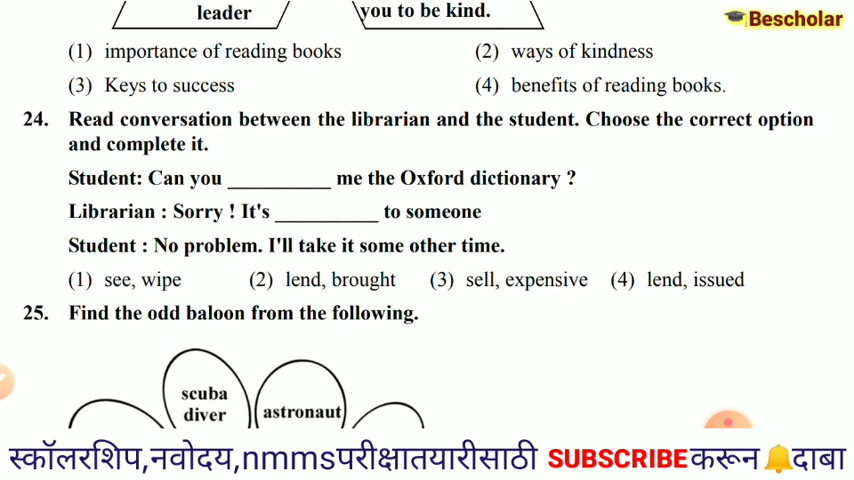 leader
you to be kind.
Bescholar
(1) importance of reading books (2) ways of kindness
(3) Keys to success (4) benefits of reading books.
24. Read conversation between the librarian and the student. Choose the correct option
and complete it.
Student: Can you __________ me the Oxford dictionary ?
Librarian : Sorry ! It's __________ to someone
Student : No problem. I'll take it some other time.
(1) see, wipe (2) lend, brought (3) sell, expensive (4) lend, issued
25. Find the odd baloon from the following.
scuba
diver
astronaut
स्कॉलरशिप,नवोदय,nmmsपरीक्षातयारीसाठी SUBSCRIBEकरून🔔दाबा